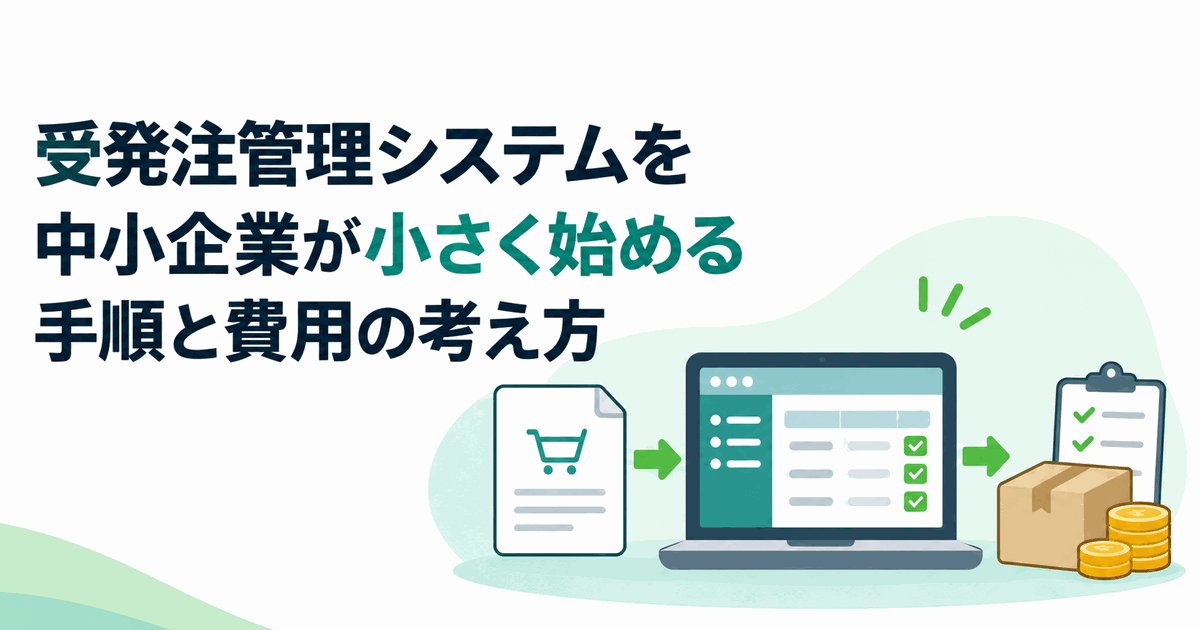 受発注管理システムを
中小企業が小さく始める
手順と費用の考え方